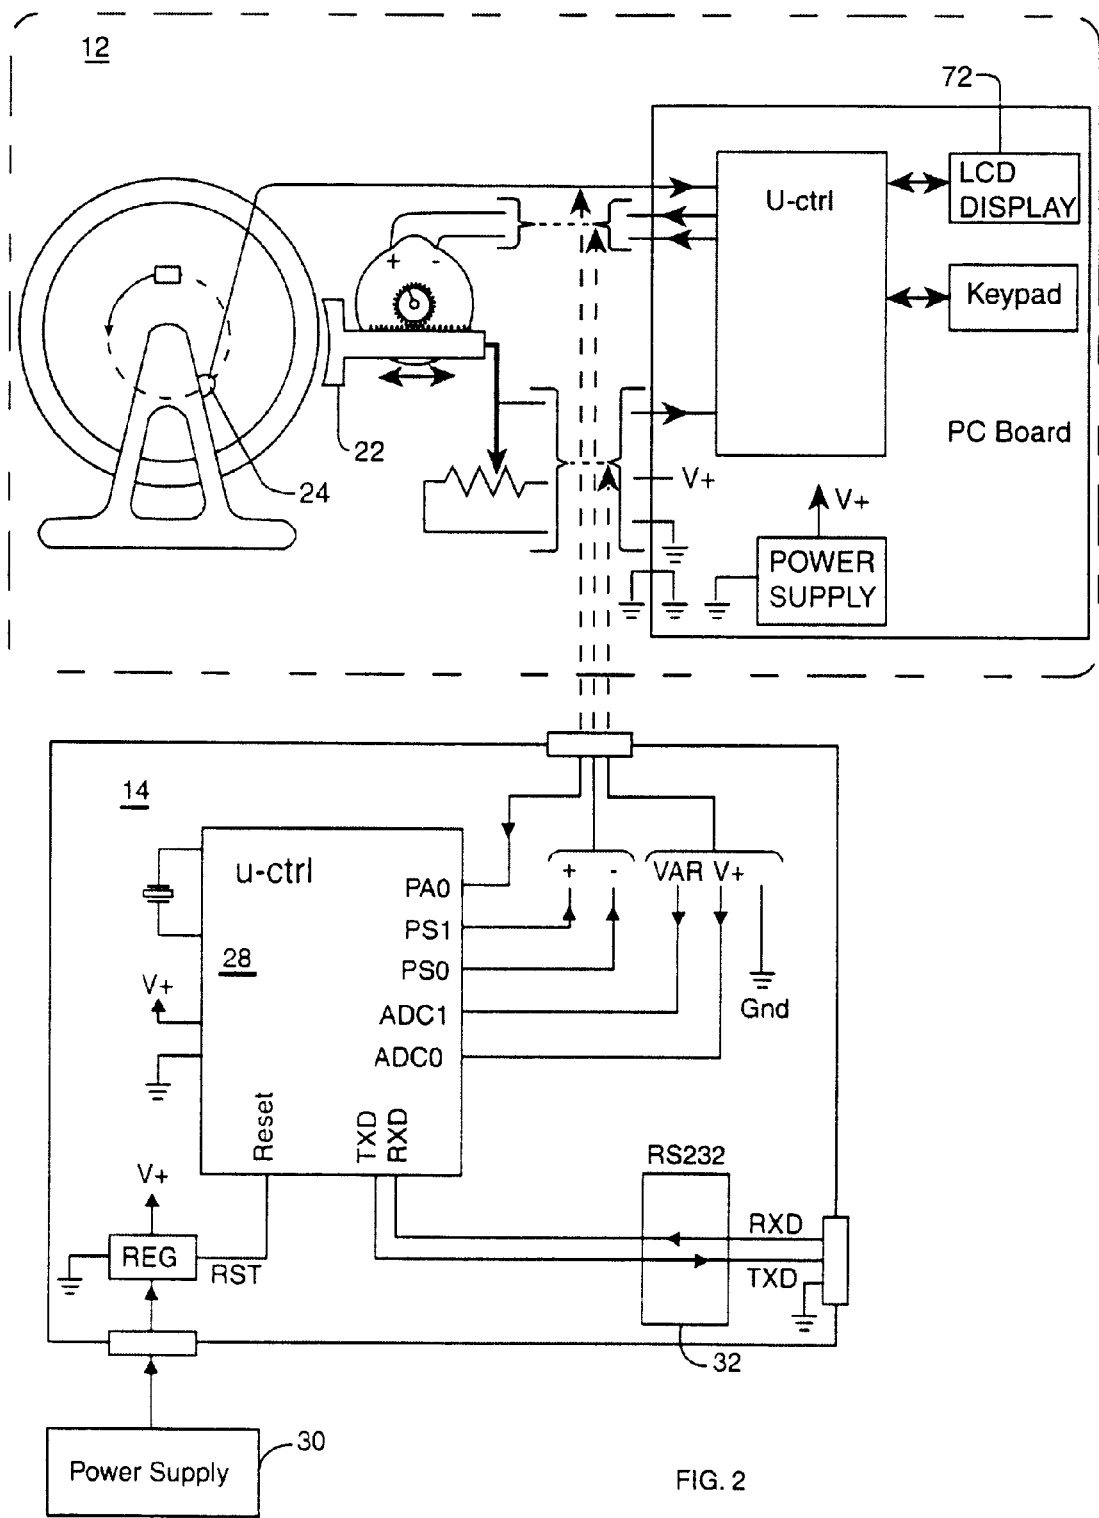 12
72
LCD
DISPLAY
U-ctrl
+ -
Keypad
22
24
PC Board
V+
V+
POWER
SUPPLY
14
u-ctrl
28
PA0
PS1
PS0
ADC1
ADC0
+ -
VAR V+
Gnd
V+
Reset
TXD
RXD
V+
REG
RST
RS232
RXD
TXD
32
30
Power Supply
FIG. 2